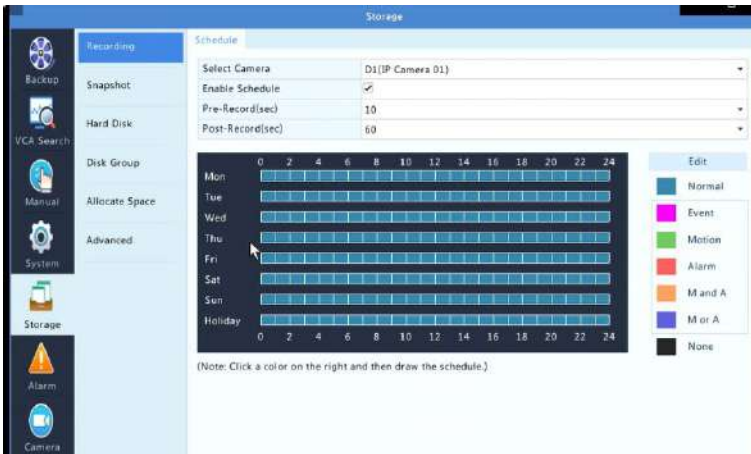 Storage
Backup
VCA Search
Manual
System
Storage
Alarm
Camera
Recording
Snapshot
Hard Disk
Disk Group
Allocate Space
Advanced
Schedule
Select Camera D1(IP Camera 01)
Enable Schedule
Pre-Record(sec) 10
Post-Record(sec) 60
0 2 4 6 8 10 12 14 16 18 20 22 24
Mon
Tue
Wed
Thu
Fri
Sat
Sun
Holiday
0 2 4 6 8 10 12 14 16 18 20 22 24
Edit
Normal
Event
Motion
Alarm
M and A
M or A
None
(Note: Click a color on the right and then draw the schedule.)